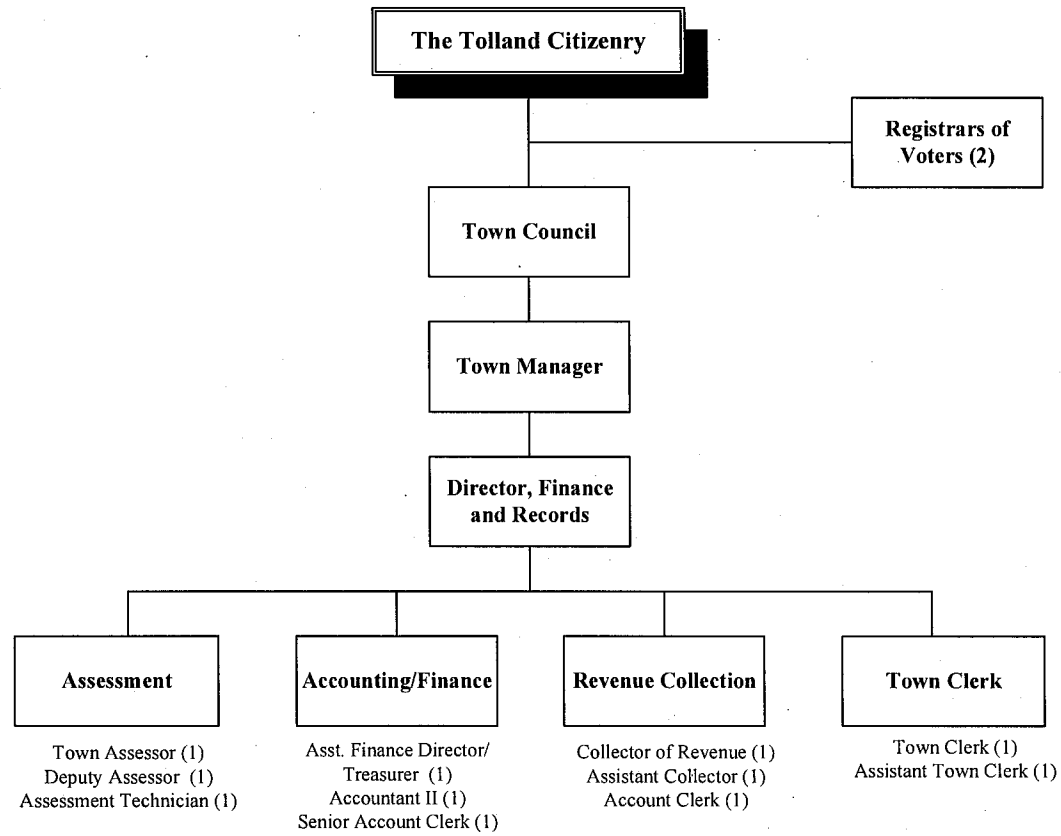 The Tolland Citizenry
Registrars of
Voters (2)
Town Council
Town Manager
Director, Finance
and Records
Assessment
Town Assessor (1)
Deputy Assessor (1)
Assessment Technician (1)
Accounting/Finance
Asst. Finance Director/
Treasurer (1)
Accountant II (1)
Senior Account Clerk (1)
Revenue Collection
Collector of Revenue (1)
Assistant Collector (1)
Account Clerk (1)
Town Clerk
Town Clerk (1)
Assistant Town Clerk (1)